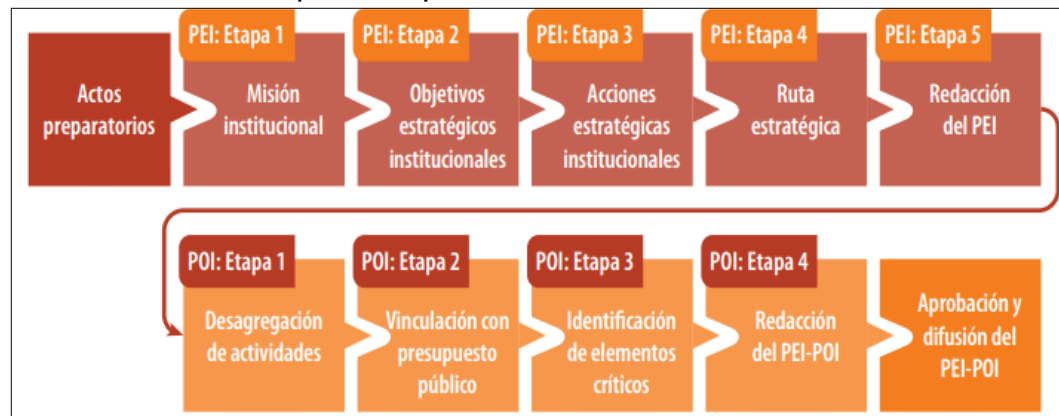 Actos
preparatorios
PEI: Etapa 1
Misión
institucional
PEI: Etapa 2
Objetivos
estratégicos
institucionales
PEI: Etapa 3
Acciones
estratégicas
institucionales
PEI: Etapa 4
Ruta
estratégica
PEI: Etapa 5
Redacción
del PEI
POI: Etapa 1
Desagregación
de actividades
POI: Etapa 2
Vinculación con
presupuesto
público
POI: Etapa 3
Identificación
de elementos
críticos
POI: Etapa 4
Redacción
del PEI-POI
Aprobación y
difusión del
PEI-POI